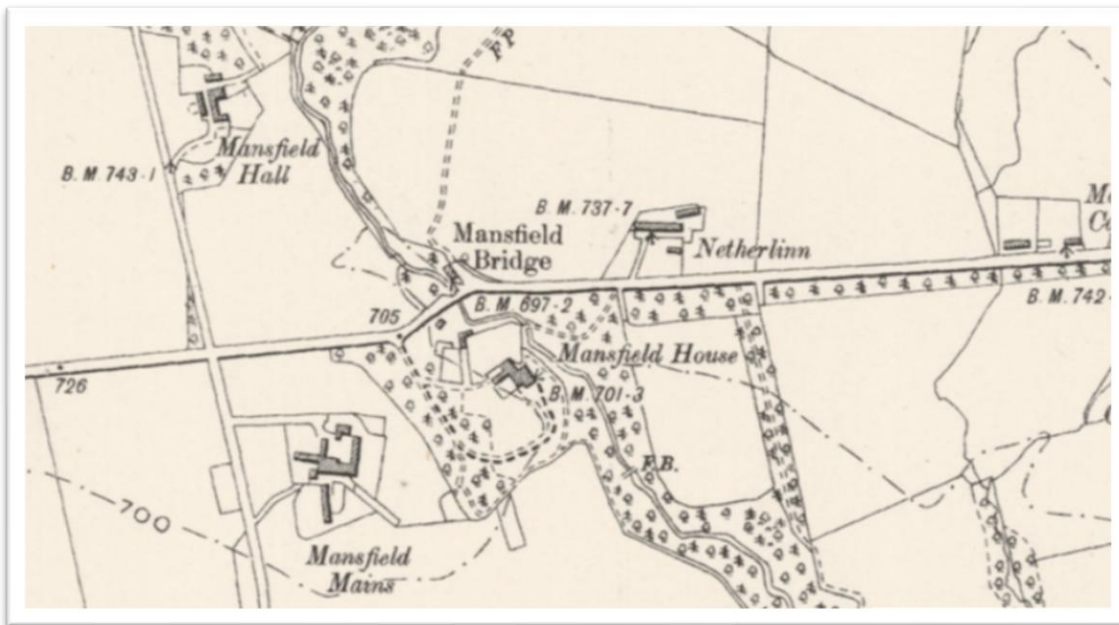 F.P.
Mansfield
Hall
B.M. 743·1
B.M. 737·7
Mansfield
Bridge
Netherlinn
B.M. 742·
B.M. 697·2
705
Mansfield House
726
B.M. 701·3
F.B.
700
Mansfield
Mains